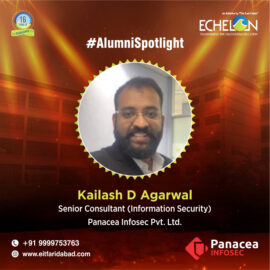 16
ECHELON
#AlumniSpotlight
Kailash D Agarwal
Senior Consultant (Information Security)
Panacea Infosec Pvt. Ltd.
+91 9999753763
www.eitfaridabad.com
Panacea
INFOSEC